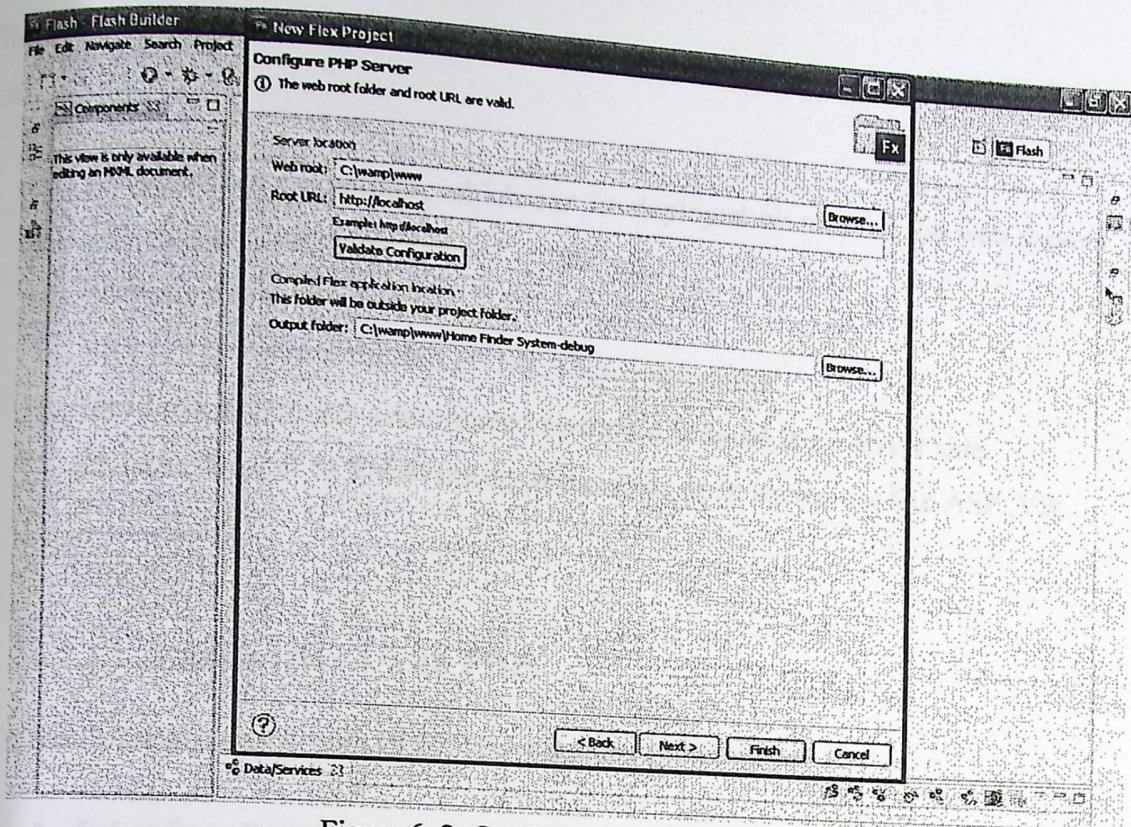 Flash - Flash Builder
File Edit Navigate Search Project
Components
This view is only available when
editing an MXML document.
Fx New Flex Project
Configure PHP Server
The web root folder and root URL are valid.
Fx
Server location
Web root: C:\wamp\www
Browse...
Root URL: http://localhost
Example: http://localhost
Validate Configuration
Compiled Flex application location
This folder will be outside your project folder.
Output folder: C:\wamp\www\Home Finder System-debug
Browse...
? < Back Next > Finish Cancel
Flash
Data/Services